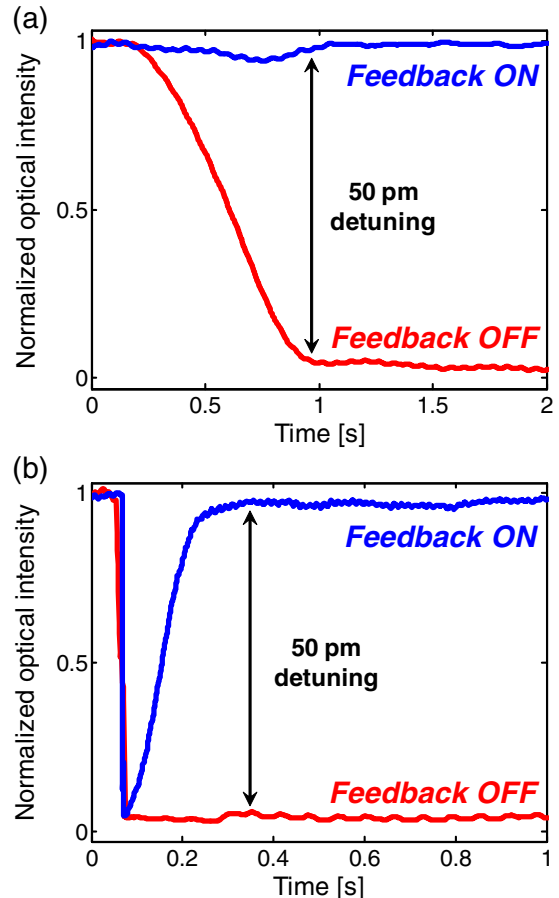 (a)
Normalized optical intensity
1
0.5
0
Feedback ON
50 pm
detuning
Feedback OFF
0
0.5
1
1.5
2
Time [s]
(b)
Normalized optical intensity
1
0.5
0
Feedback ON
50 pm
detuning
Feedback OFF
0
0.2
0.4
0.6
0.8
1
Time [s]